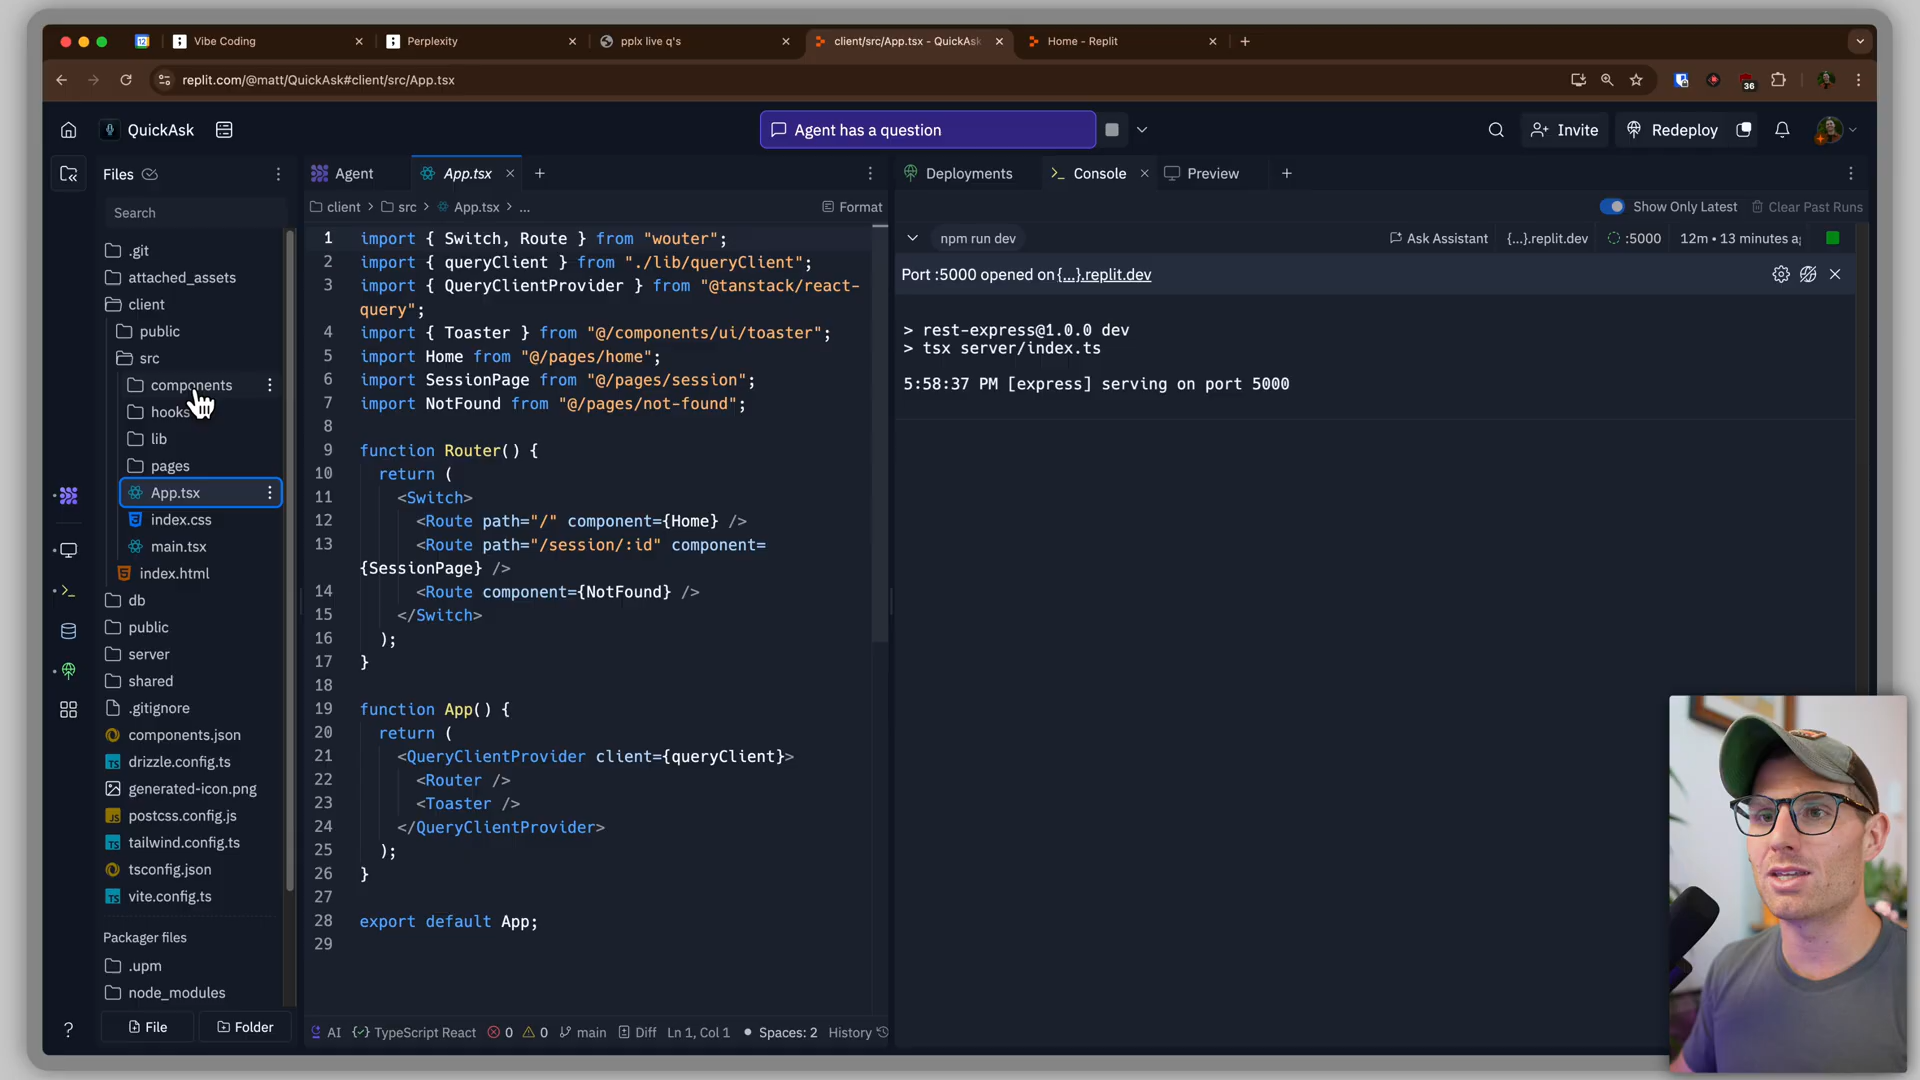 12
Vibe Coding
Perplexity
pplx live q's
client/src/App.tsx - QuickAsk
Home - Replit
replit.com/@matt/QuickAsk#client/src/App.tsx
36
QuickAsk
Agent has a question
Invite
Redeploy
Files
Agent
App.tsx
Deployments
Console
Preview
Search
client > src > App.tsx > ...
Format
Show Only Latest
Clear Past Runs
.git
attached_assets
client
public
src
components
hooks
lib
pages
App.tsx
index.css
main.tsx
index.html
db
public
server
shared
.gitignore
components.json
drizzle.config.ts
generated-icon.png
postcss.config.js
tailwind.config.ts
tsconfig.json
vite.config.ts
Packager files
.upm
node_modules
File
Folder
1 import { Switch, Route } from "wouter";
2 import { queryClient } from "./lib/queryClient";
3 import { QueryClientProvider } from "@tanstack/react-
query";
4 import { Toaster } from "@/components/ui/toaster";
5 import Home from "@/pages/home";
6 import SessionPage from "@/pages/session";
7 import NotFound from "@/pages/not-found";
8
9 function Router() {
10 return (
11 <Switch>
12 <Route path="/" component={Home} />
13 <Route path="/session/:id" component=
{SessionPage} />
14 <Route component={NotFound} />
15 </Switch>
16 );
17 }
18
19 function App() {
20 return (
21 <QueryClientProvider client={queryClient}>
22 <Router />
23 <Toaster />
24 </QueryClientProvider>
25 );
26 }
27
28 export default App;
29
AI {✓} TypeScript React 0 0 main Diff Ln 1, Col 1 • Spaces: 2 History
npm run dev
Ask Assistant
{...}.replit.dev
:5000
12m • 13 minutes a
Port :5000 opened on {...}.replit.dev
> rest-express@1.0.0 dev
> tsx server/index.ts
5:58:37 PM [express] serving on port 5000